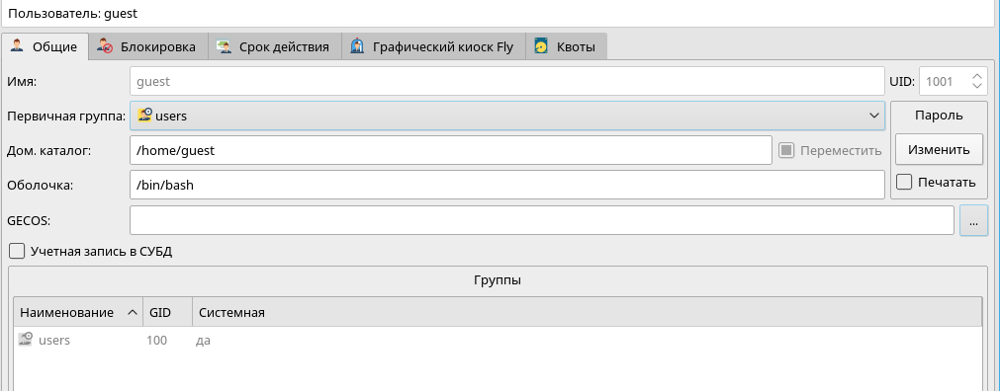 Пользователь: guest
Общие Блокировка Срок действия Графический киоск Fly Квоты
Имя: guest UID: 1001
Первичная группа: users Пароль
Дом. каталог: /home/guest Переместить Изменить
Оболочка: /bin/bash Печатать
GECOS: ...
Учетная запись в СУБД
Группы
Наименование GID Системная
users 100 да